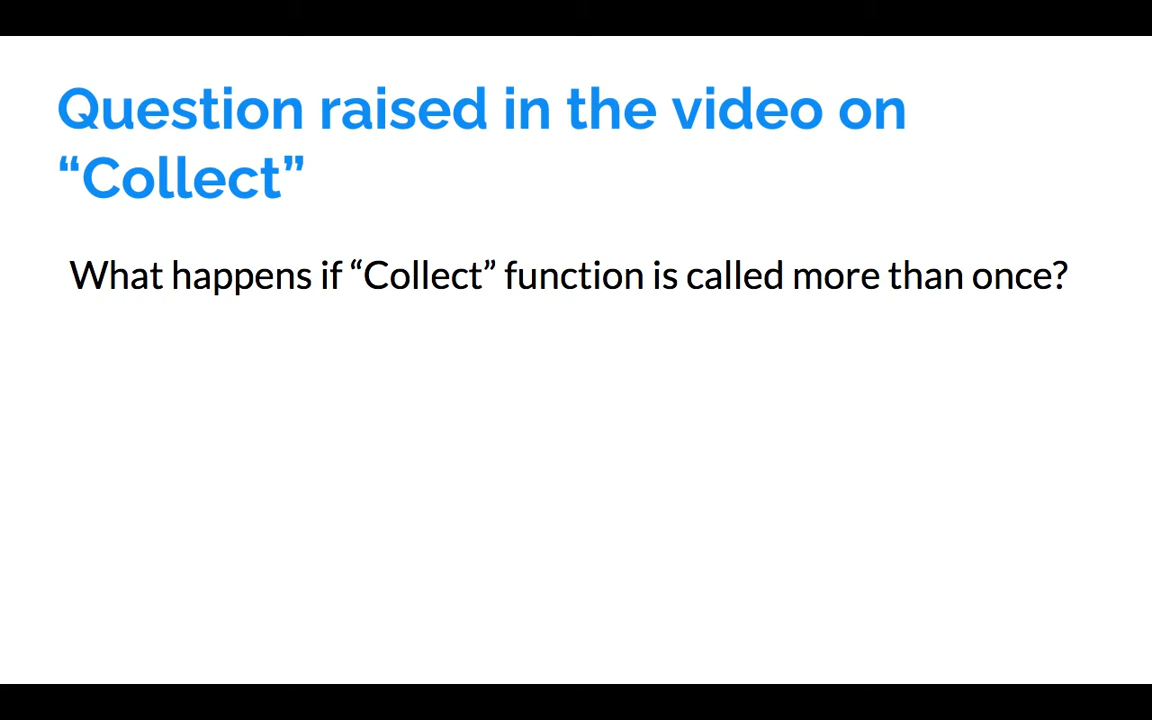 Question raised in the video on
“Collect”
What happens if “Collect” function is called more than once?